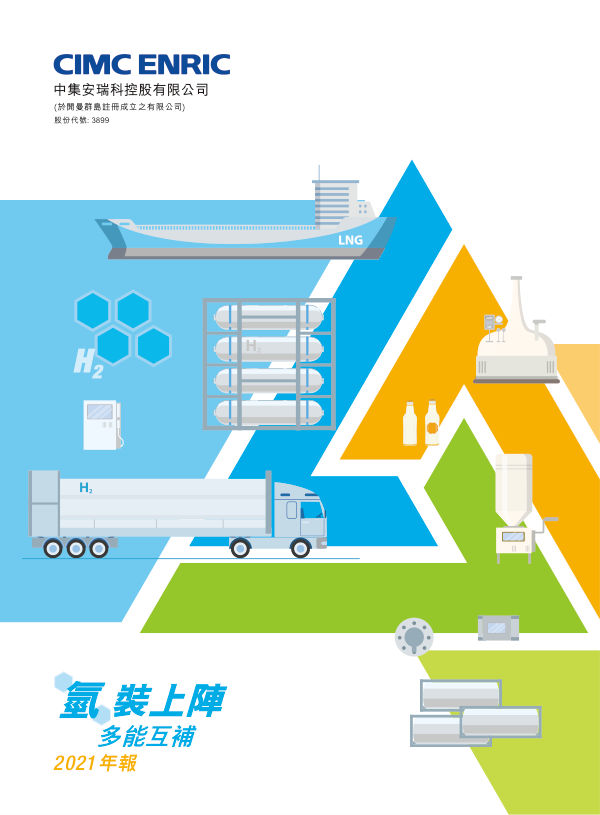 CIMC ENRIC
中集安瑞科控股有限公司
(於開曼群島註冊成立之有限公司)
股份代號: 3899
LNG
H2
H2
H2
氫裝上陣
多能互補
2021年報